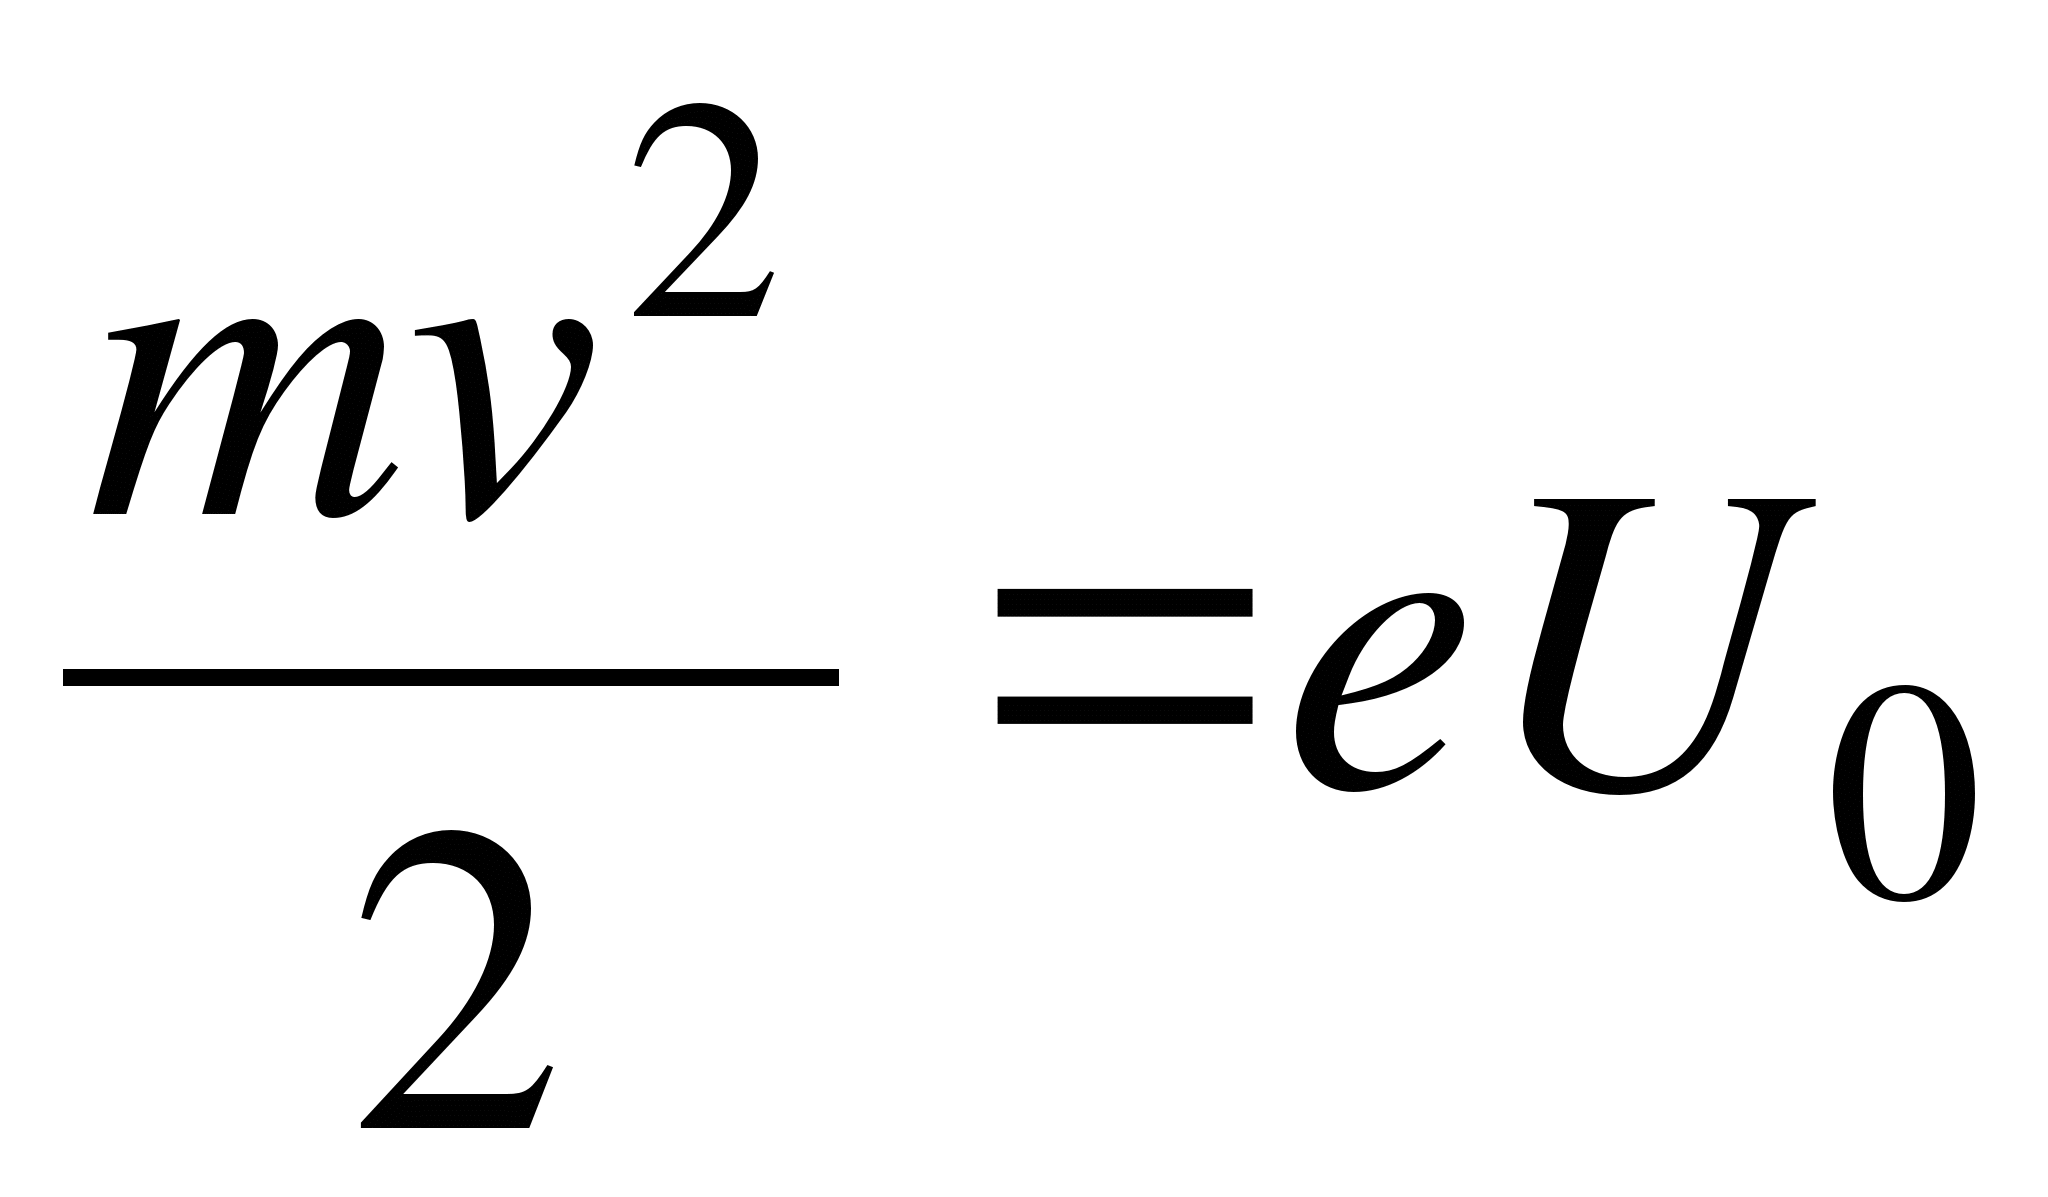 mv²/2 = eU₀